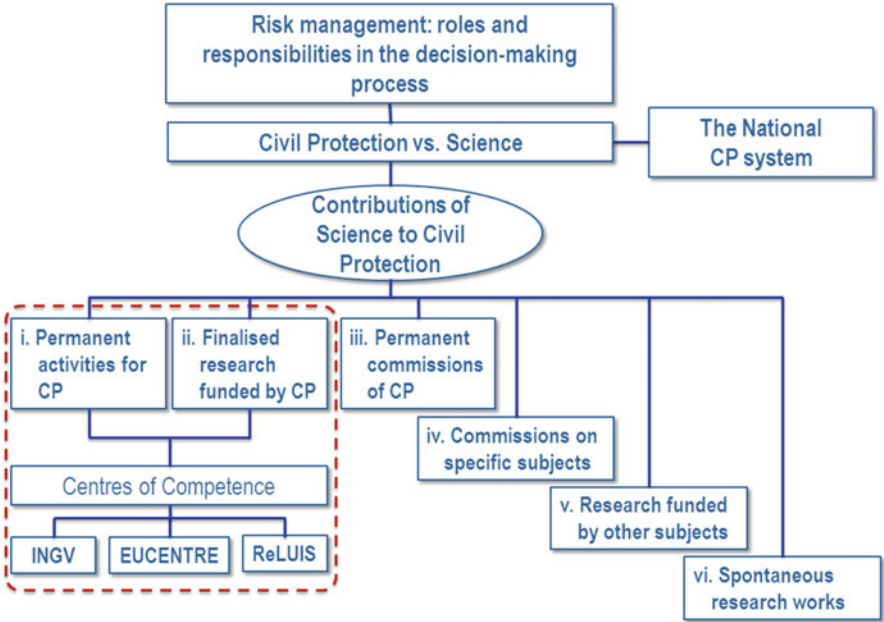 Risk management: roles and
responsibilities in the decision-making
process
Civil Protection vs. Science
The National
CP system
Contributions of
Science to Civil
Protection
i. Permanent
activities for
CP
ii. Finalised
research
funded by CP
iii. Permanent
commissions
of CP
iv. Commissions on
specific subjects
v. Research funded
by other subjects
vi. Spontaneous
research works
Centres of Competence
INGV
EUCENTRE
ReLUIS